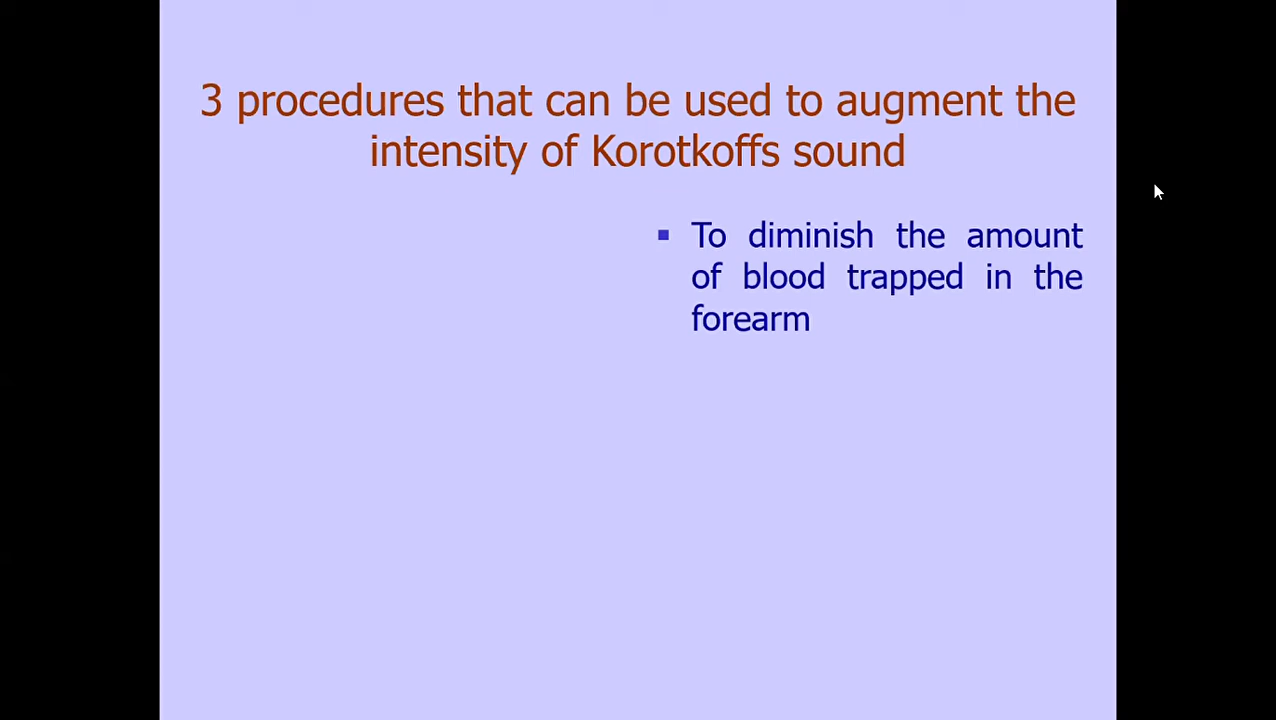 3 procedures that can be used to augment the
intensity of Korotkoffs sound
▪ To diminish the amount
of blood trapped in the
forearm